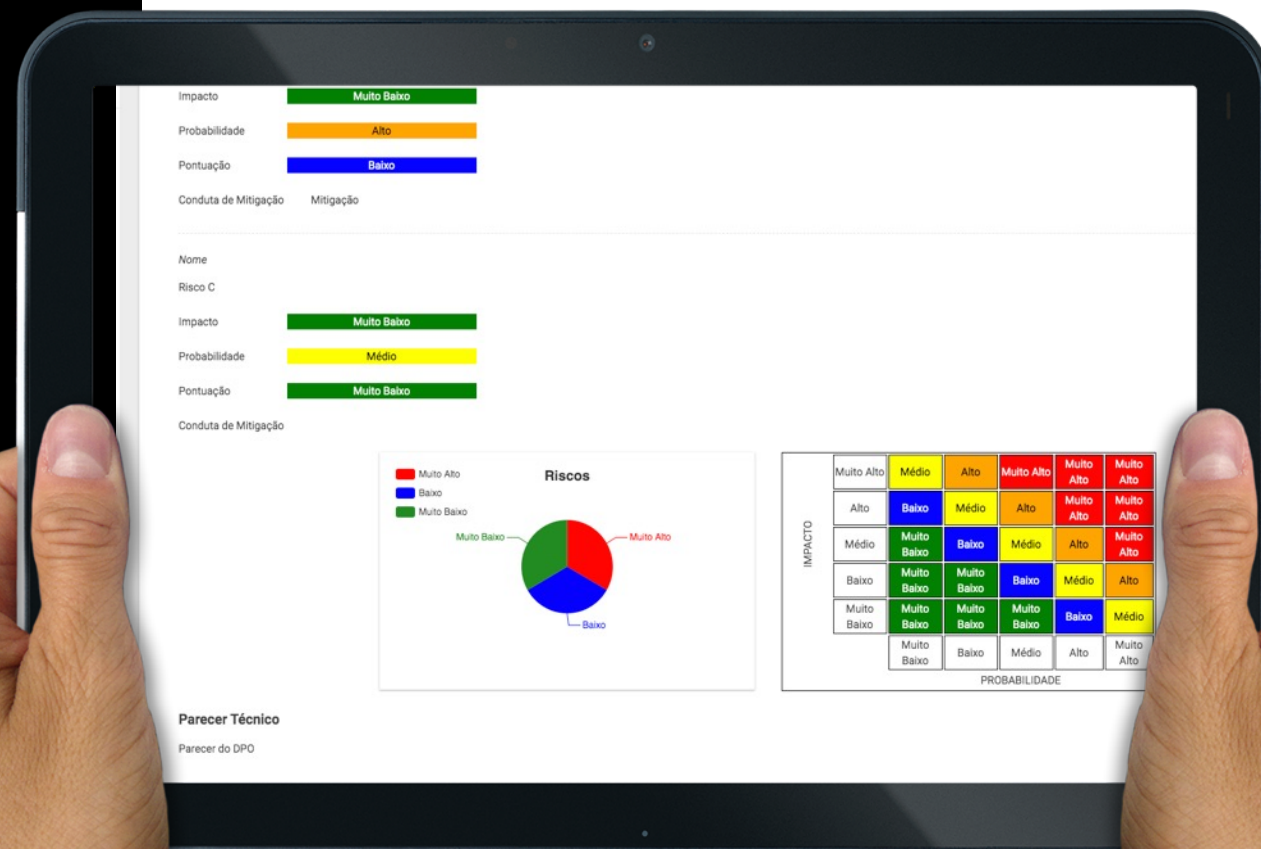 Impacto Muito Baixo
Probabilidade Alto
Pontuação Baixo
Conduta de Mitigação Mitigação
Nome
Risco C
Impacto Muito Baixo
Probabilidade Médio
Pontuação Muito Baixo
Conduta de Mitigação
Riscos
Muito Alto
Baixo
Muito Baixo
Muito Baixo
Muito Alto
Baixo
IMPACTO
Muito Alto Médio Alto Muito Alto Muito Alto Muito Alto
Alto Baixo Médio Alto Muito Alto Muito Alto
Médio Muito Baixo Baixo Médio Alto Muito Alto
Baixo Muito Baixo Muito Baixo Baixo Médio Alto
Muito Baixo Muito Baixo Muito Baixo Muito Baixo Baixo Médio
Muito Baixo Baixo Médio Alto Muito Alto
PROBABILIDADE
Parecer Técnico
Parecer do DPO